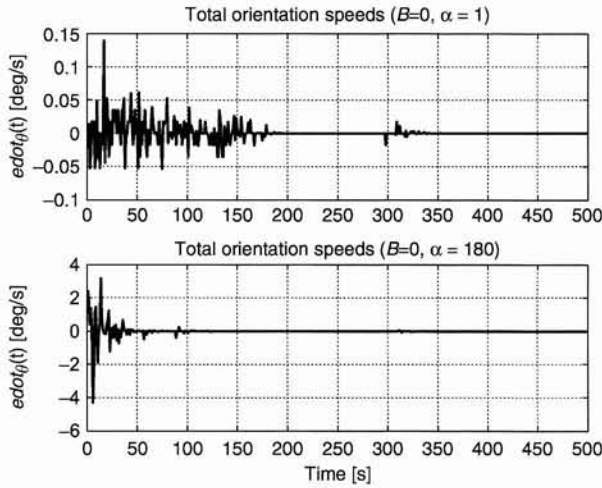 Total orientation speeds (B=0, α = 1)
edotθ(t) [deg/s]
0.15
0.1
0.05
0
−0.05
−0.1
0 50 100 150 200 250 300 350 400 450 500
Total orientation speeds (B=0, α = 180)
edotθ(t) [deg/s]
4
2
0
−2
−4
−6
0 50 100 150 200 250 300 350 400 450 500
Time [s]